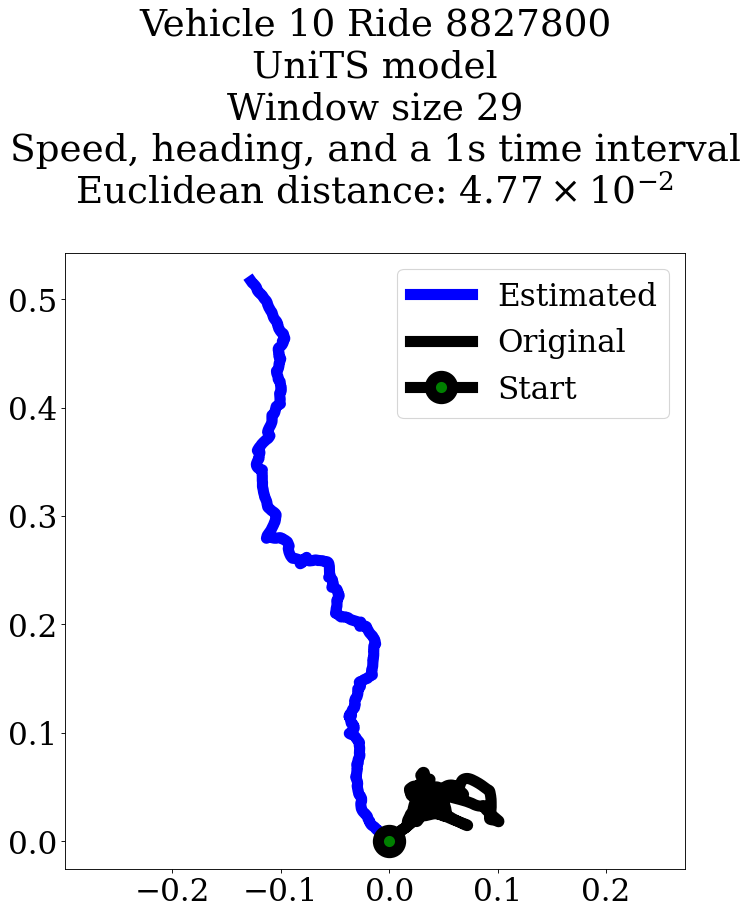 Vehicle 10 Ride 8827800
UniTS model
Window size 29
Speed, heading, and a 1s time interval
Euclidean distance: 4.77 × 10⁻²
Estimated
Original
Start
0.5
0.4
0.3
0.2
0.1
0.0
−0.2 −0.1 0.0 0.1 0.2